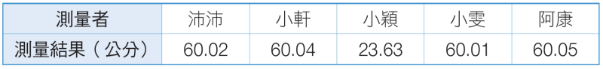 測量者 沛沛 小軒 小穎 小雯 阿康
測量結果（公分） 60.02 60.04 23.63 60.01 60.05